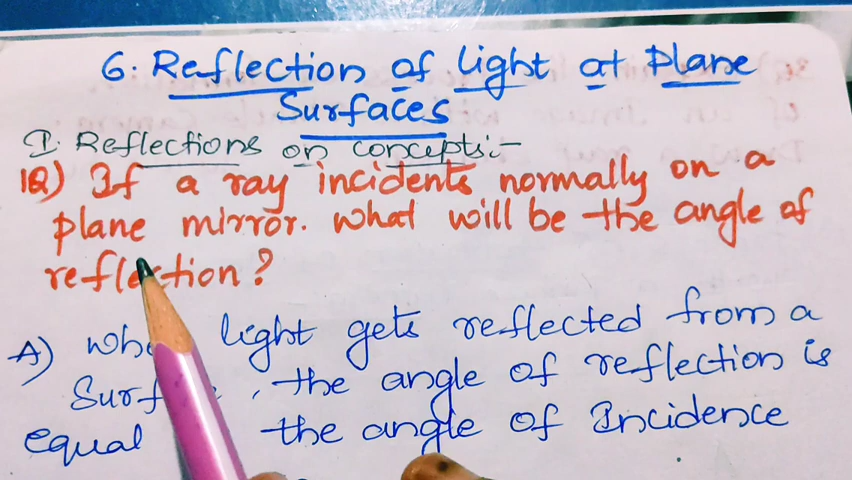 6. Reflection of light at Plane
Surfaces
I. Reflections on concepts:-
1Q) If a ray incidents normally on a
plane mirror. What will be the angle of
reflection?
A) light gets reflected from a
, the angle of reflection is
equal the angle of Incidence